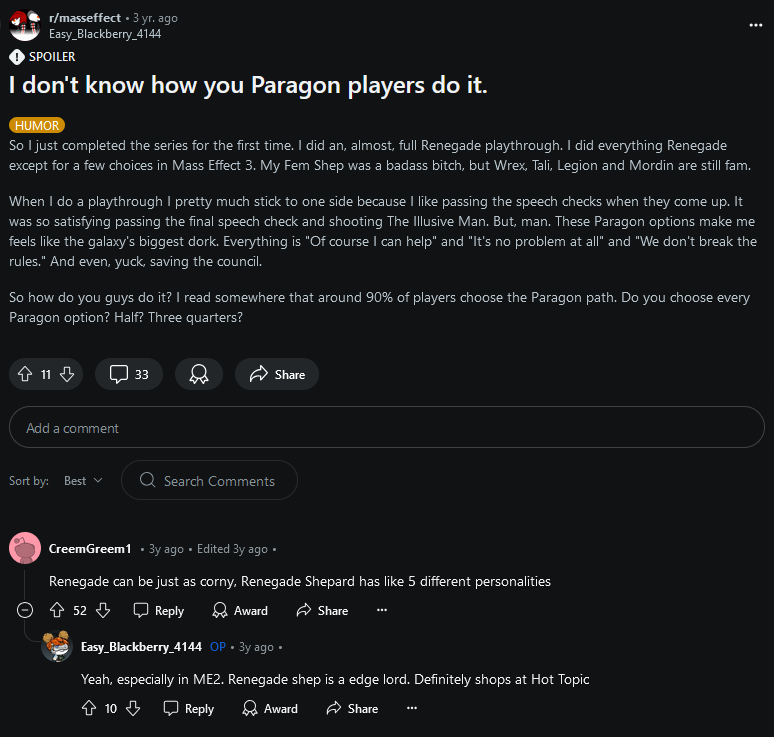 r/masseffect • 3 yr. ago
Easy_Blackberry_4144
SPOILER
I don't know how you Paragon players do it.
HUMOR
So I just completed the series for the first time. I did an, almost, full Renegade playthrough. I did everything Renegade
except for a few choices in Mass Effect 3. My Fem Shep was a badass bitch, but Wrex, Tali, Legion and Mordin are still fam.
When I do a playthrough I pretty much stick to one side because I like passing the speech checks when they come up. It
was so satisfying passing the final speech check and shooting The Illusive Man. But, man. These Paragon options make me
feels like the galaxy's biggest dork. Everything is "Of course I can help" and "It's no problem at all" and "We don't break the
rules." And even, yuck, saving the council.
So how do you guys do it? I read somewhere that around 90% of players choose the Paragon path. Do you choose every
Paragon option? Half? Three quarters?
11 33 Share
Add a comment
Sort by: Best Search Comments
CreemGreem1 • 3y ago • Edited 3y ago •
Renegade can be just as corny, Renegade Shepard has like 5 different personalities
52 Reply Award Share
Easy_Blackberry_4144 OP • 3y ago •
Yeah, especially in ME2. Renegade shep is a edge lord. Definitely shops at Hot Topic
10 Reply Award Share